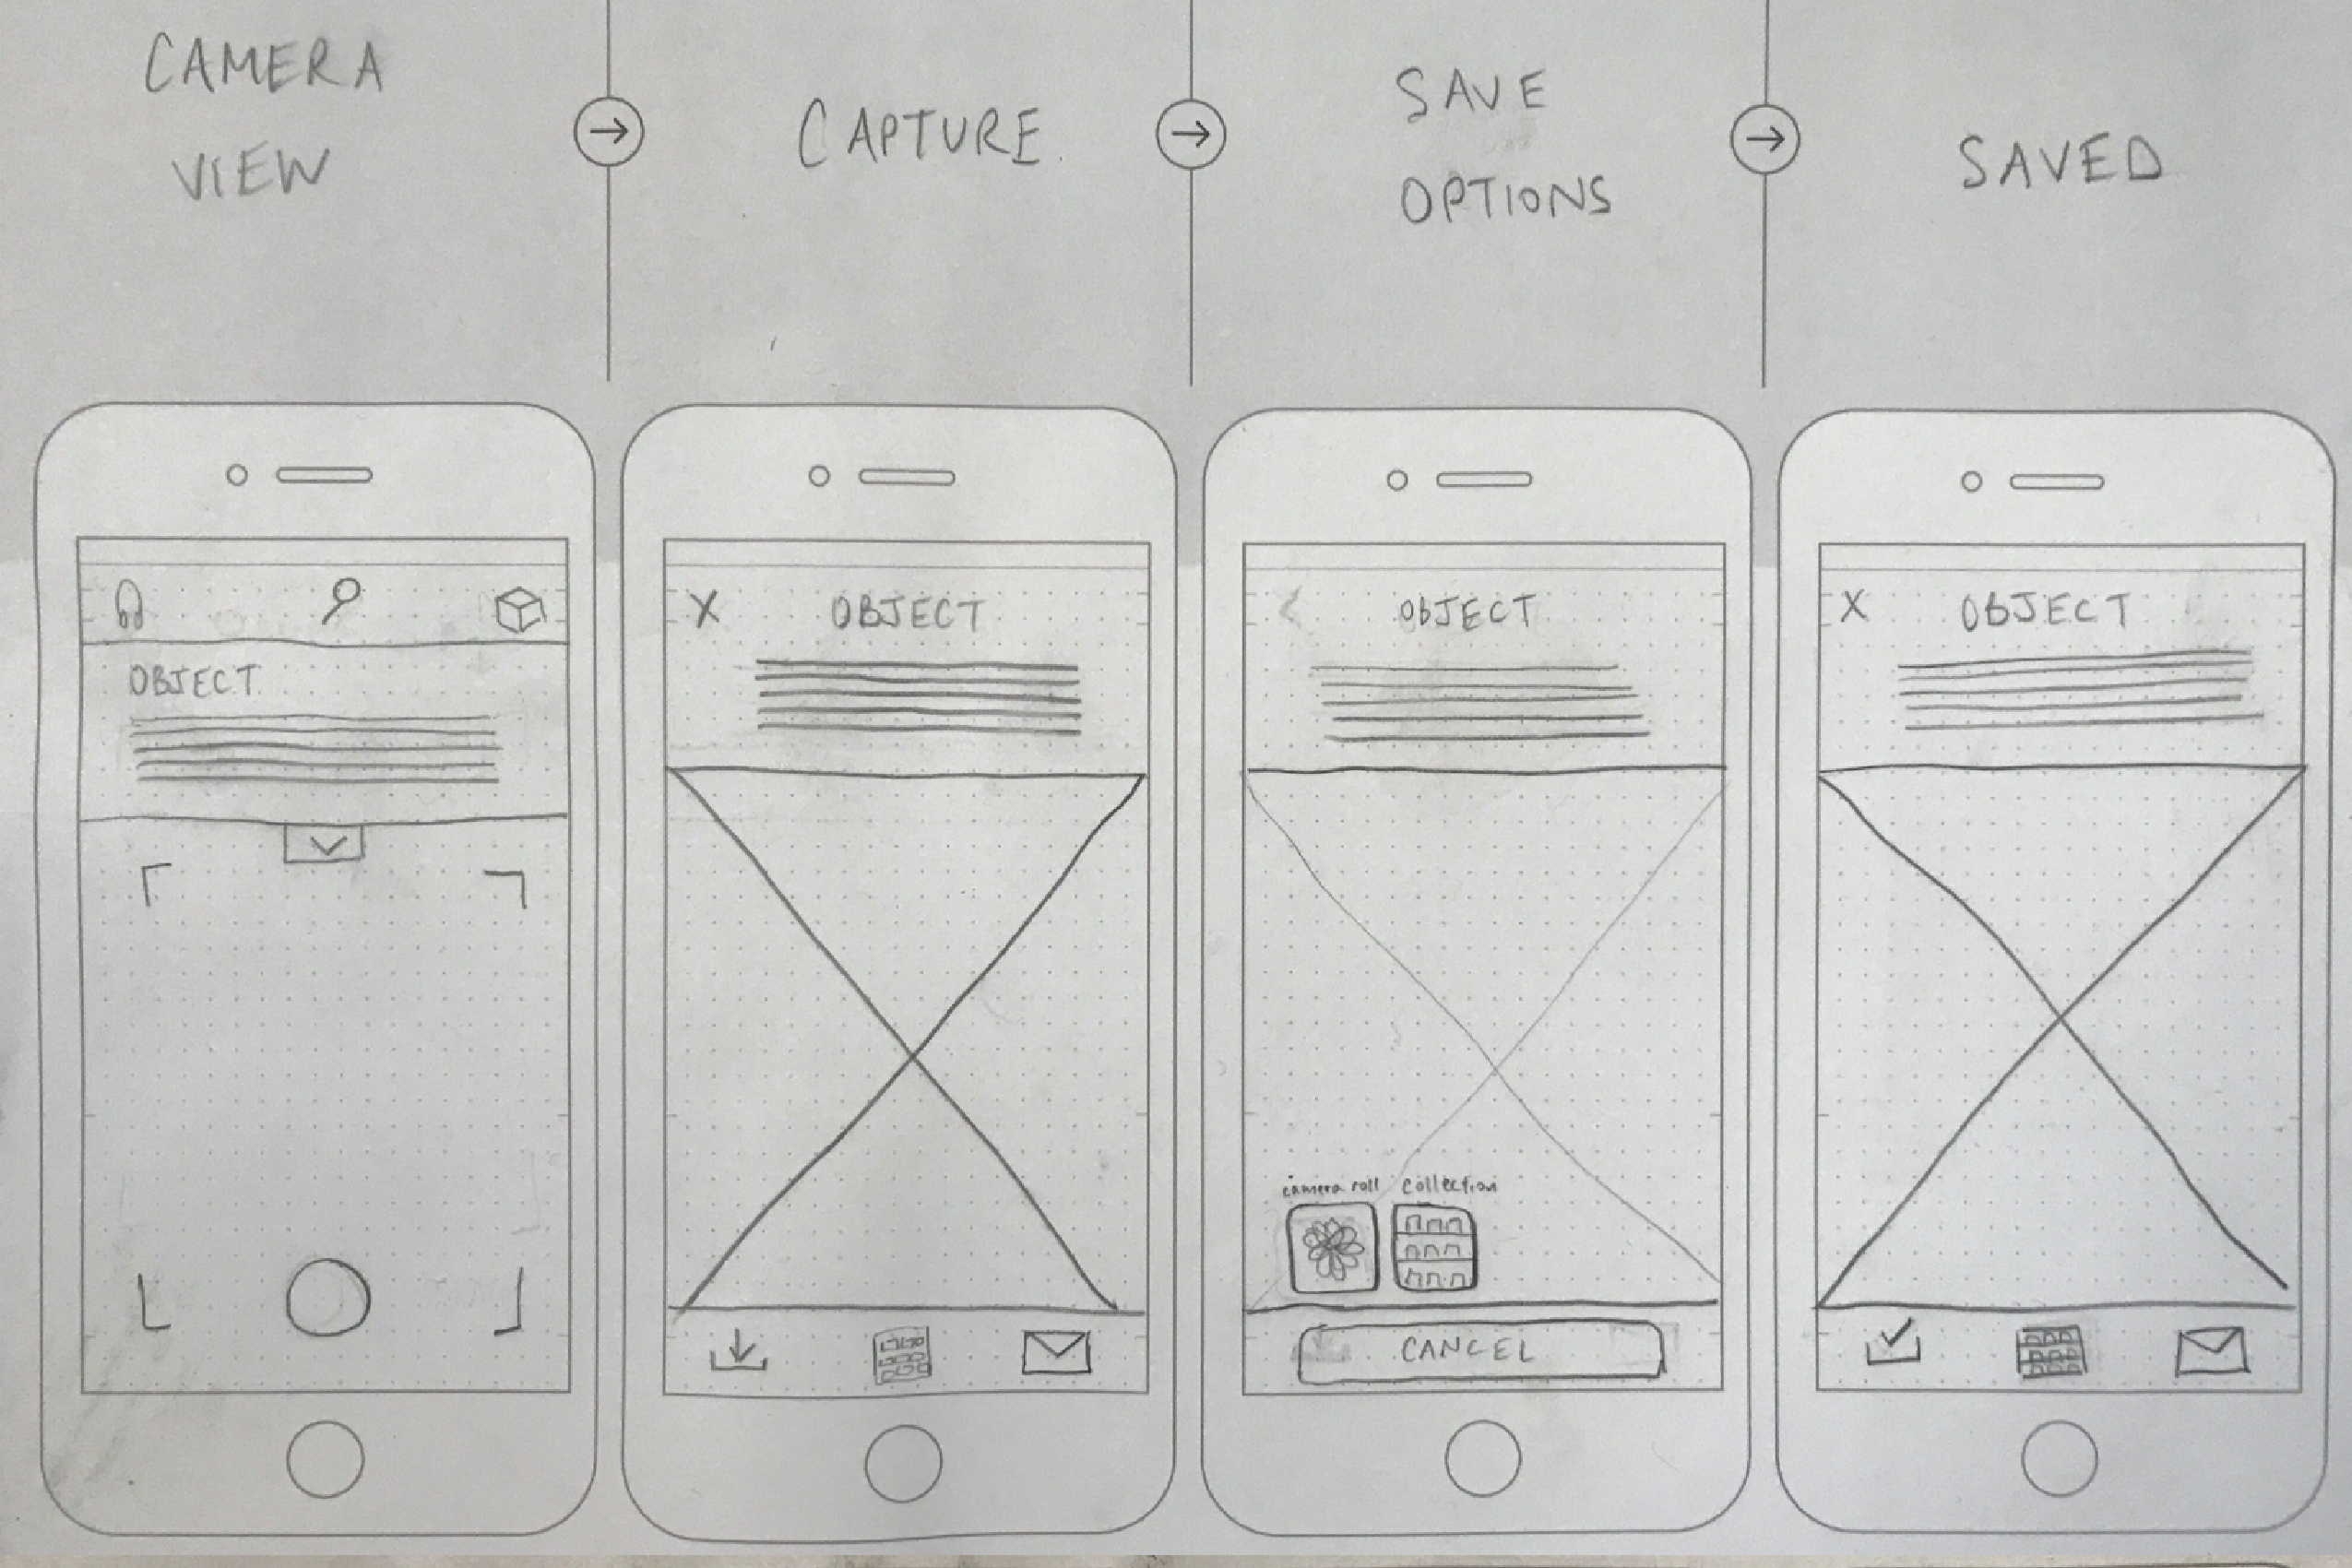 CAMERA
VIEW
CAPTURE
SAVE
OPTIONS
SAVED
OBJECT
X OBJECT
< OBJECT
camera roll collection
CANCEL
X OBJECT